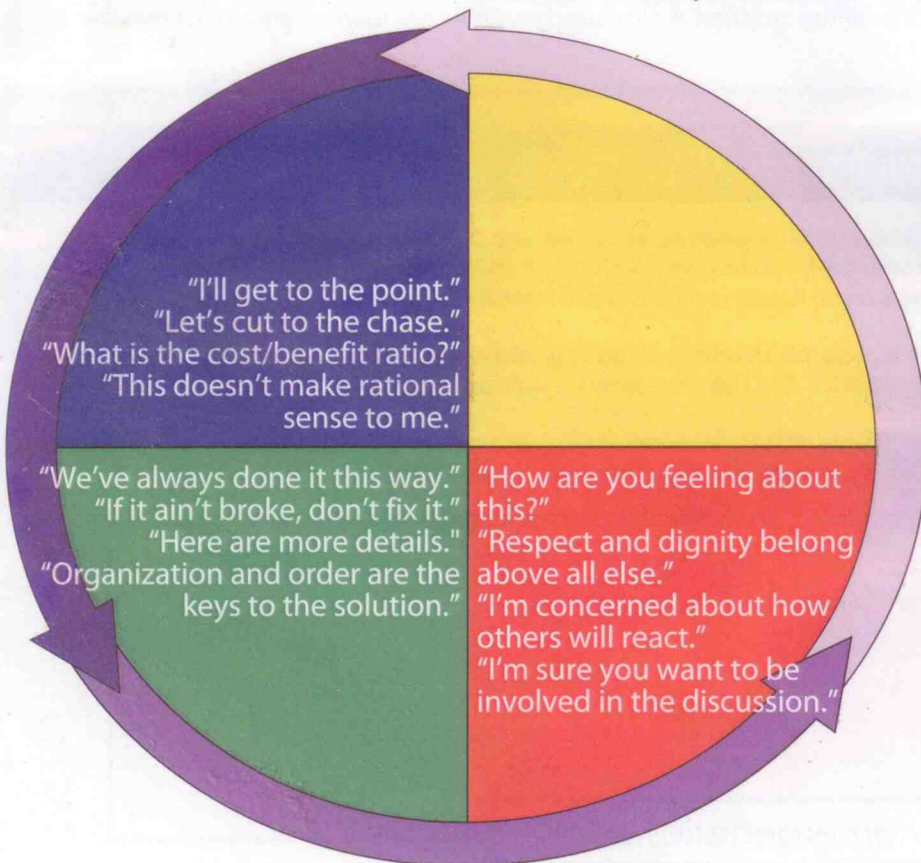 “I’ll get to the point.”
“Let’s cut to the chase.”
“What is the cost/benefit ratio?”
“This doesn’t make rational
sense to me.”
“We’ve always done it this way.”
“If it ain’t broke, don’t fix it.”
“Here are more details."
“Organization and order are the
keys to the solution.”
“How are you feeling about
this?”
“Respect and dignity belong
above all else.”
“I’m concerned about how
others will react.”
“I’m sure you want to be
involved in the discussion.”